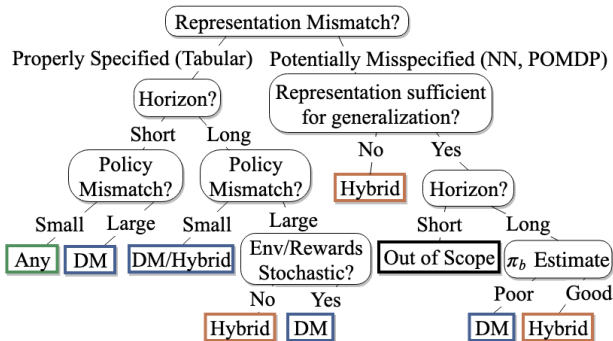 Representation Mismatch?
Properly Specified (Tabular)
Potentially Misspecified (NN, POMDP)
Horizon?
Representation sufficient
for generalization?
Short
Long
No
Yes
Policy
Mismatch?
Policy
Mismatch?
Hybrid
Horizon?
Small
Large
Small
Large
Short
Long
Any
DM
DM/Hybrid
Env/Rewards
Stochastic?
Out of Scope
π_b Estimate
No
Yes
Poor
Good
Hybrid
DM
DM
Hybrid